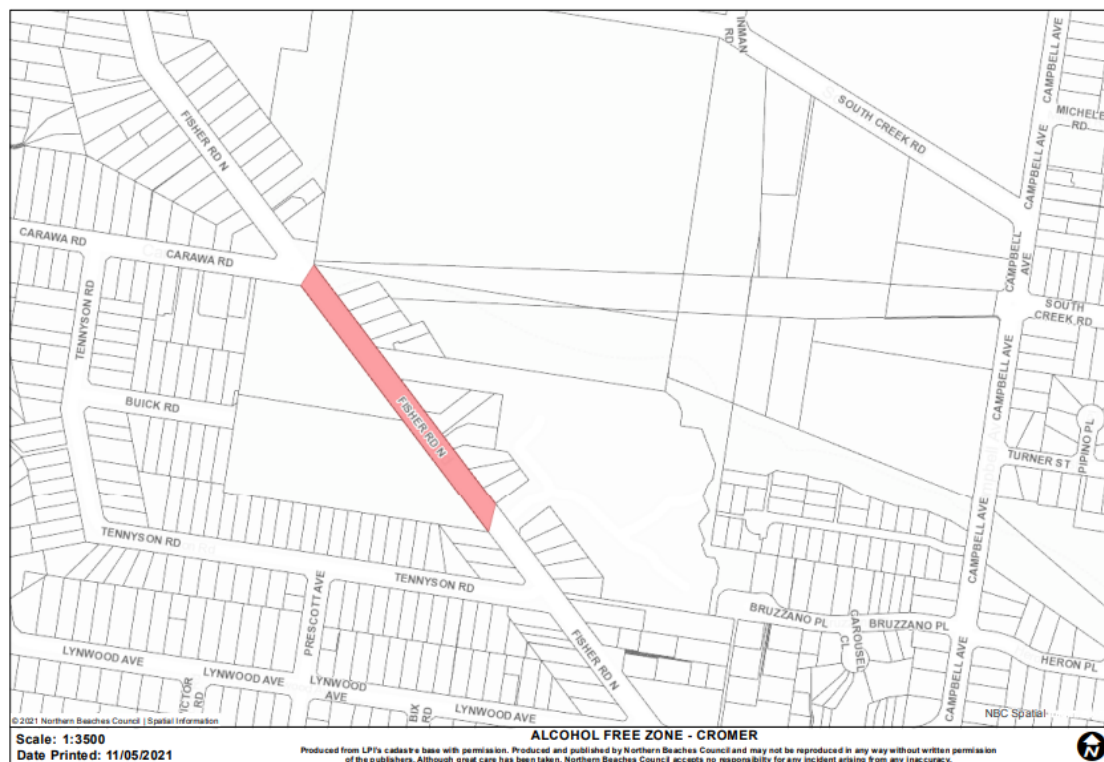 INMAN
RD
CAMPBELL AVE
MICHELE
RD
SOUTH CREEK RD
FISHER RD N
CAMPBELL AVE
CARAWA RD
CARAWA RD
CAMPBELL
AVE
SOUTH
CREEK RD
TENNYSON RD
CAMPBELL AVE
BUICK RD
FISHER RD N
PIPINO PL
TURNER ST
CAMPBELL AVE
TENNYSON RD
TENNYSON RD
PRESCOTT AVE
BRUZZANO PL
BRUZZANO PL
CAROUSEL
CL
FISHER RD N
CAMPBELL AVE
HERON PL
LYNWOOD AVE
LYNWOOD AVE
LYNWOOD
AVE
LYNWOOD AVE
VICTOR
RD
BIX
RD
NBC Spatial
© 2021 Northern Beaches Council | Spatial Information
Scale: 1:3500
Date Printed: 11/05/2021
ALCOHOL FREE ZONE - CROMER
Produced from LPI's cadastre base with permission. Produced and published by Northern Beaches Council and may not be reproduced in any way without written permission
of the publishers. Although great care has been taken, Northern Beaches Council accepts no responsibility for any incident arising from any inaccuracy.
N